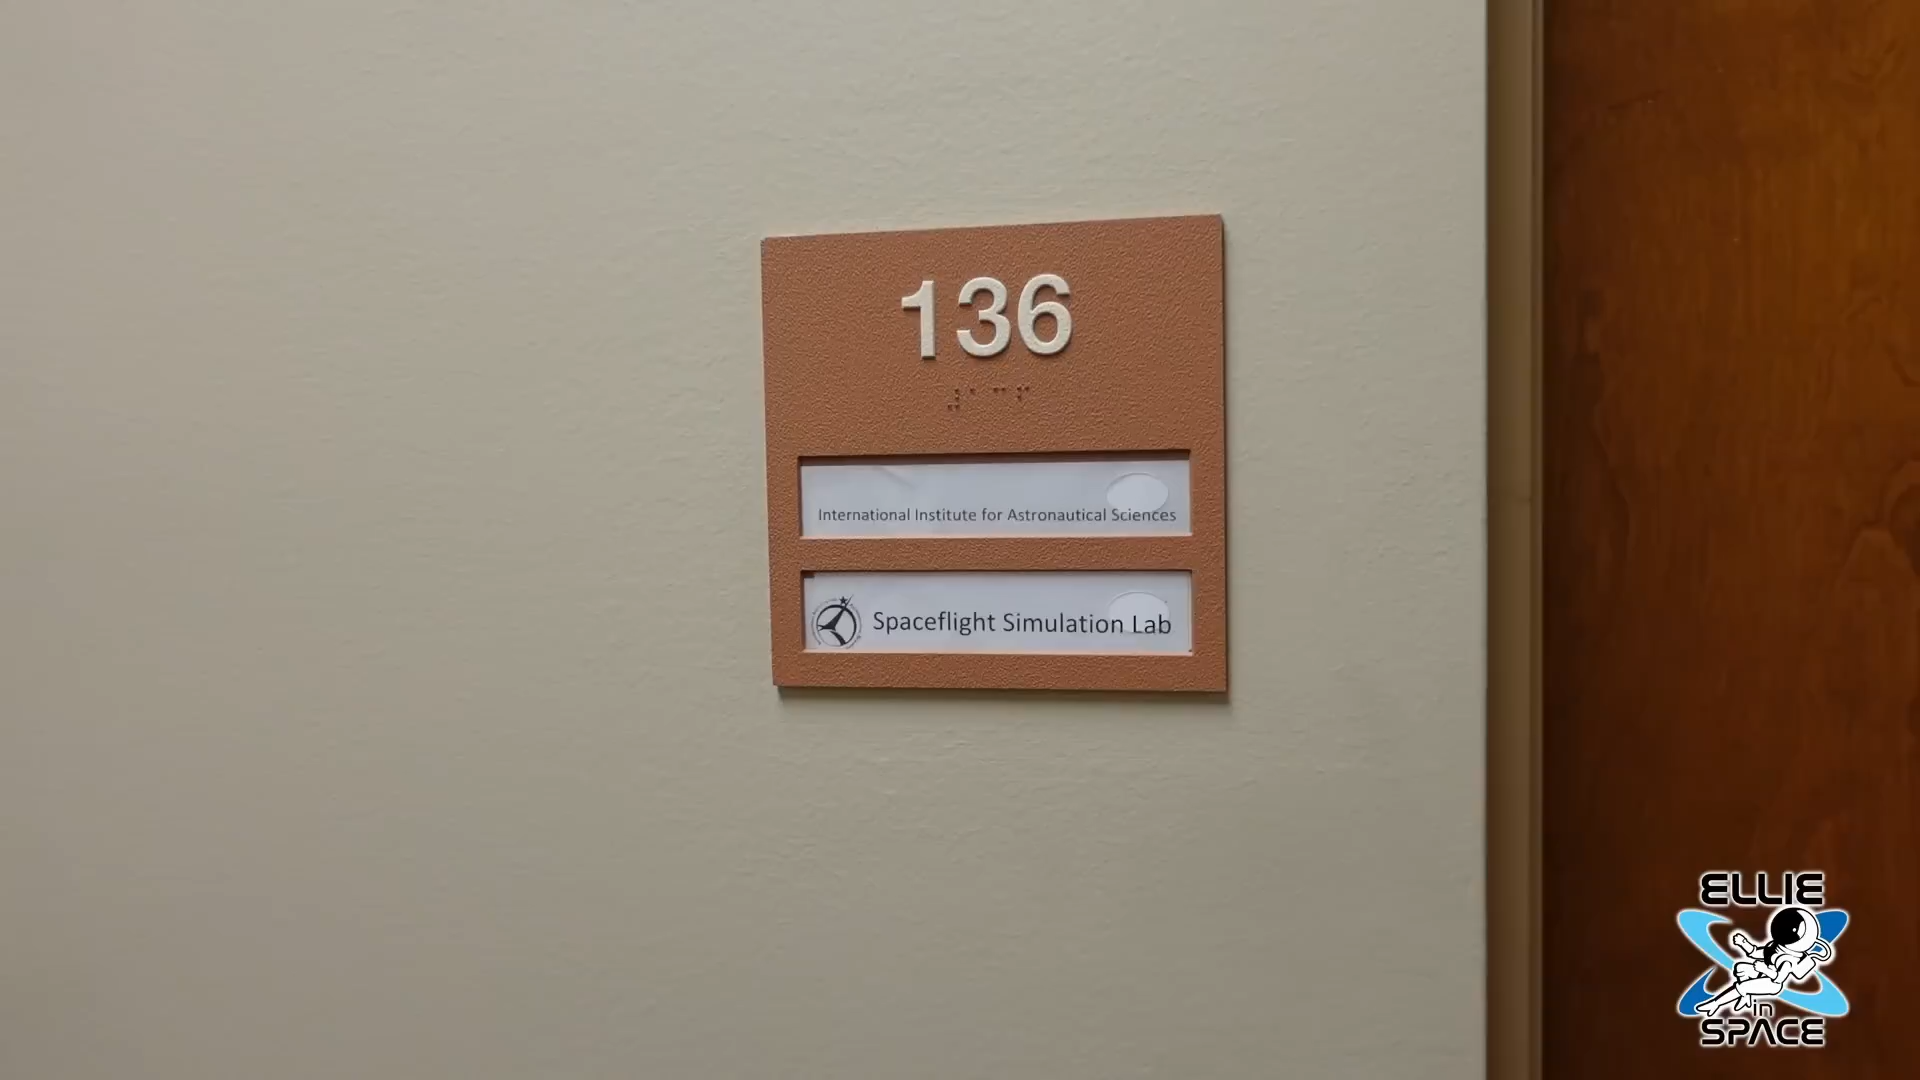 136
International Institute for Astronautical Sciences
Spaceflight Simulation Lab
ELLIE
in
SPACE